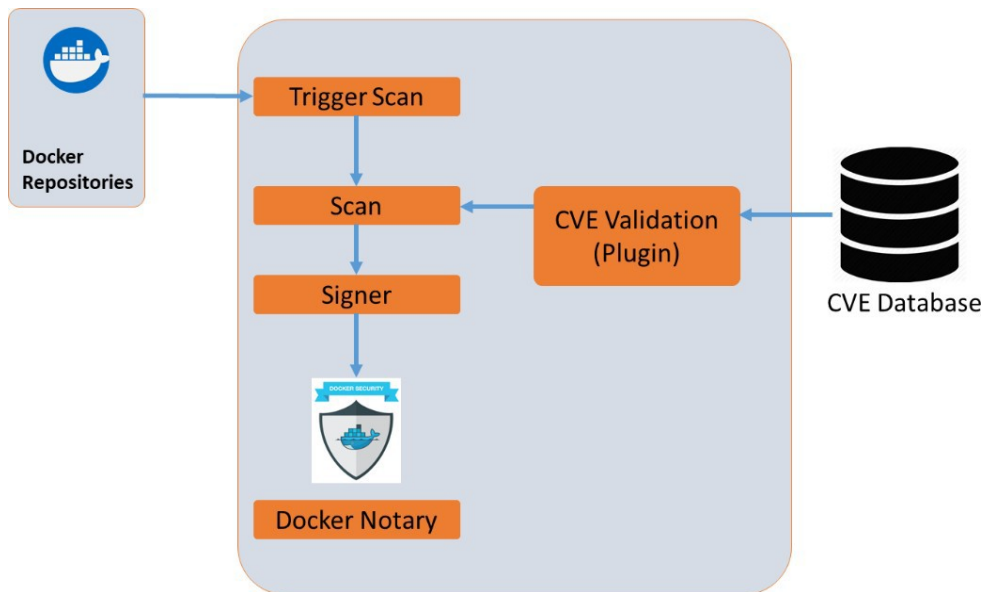 Docker
Repositories
Trigger Scan
Scan
CVE Validation
(Plugin)
CVE Database
Signer
DOCKER SECURITY
Docker Notary